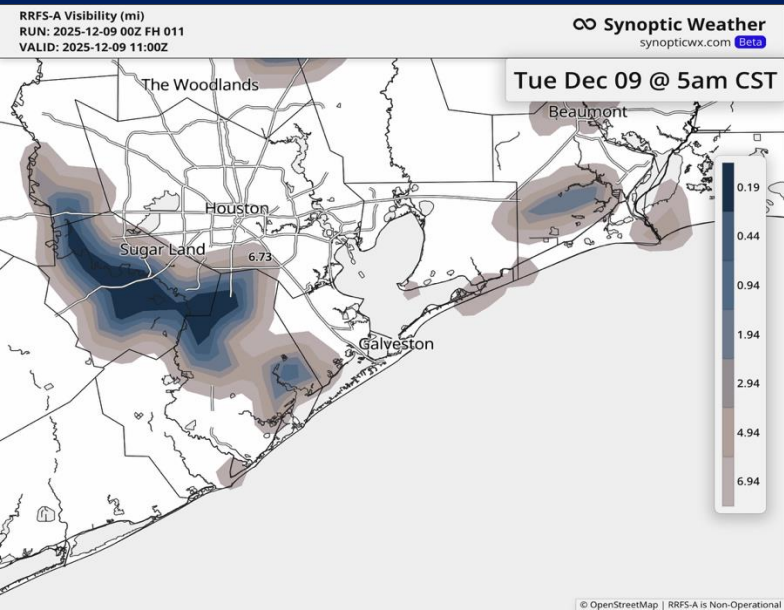 RRFS-A Visibility (mi)
RUN: 2025-12-09 00Z FH 011
VALID: 2025-12-09 11:00Z
Synoptic Weather
synopticwx.com Beta
Tue Dec 09 @ 5am CST
The Woodlands
Beaumont
Houston
Sugar Land
6.73
Galveston
0.19
0.44
0.94
1.94
2.94
4.94
6.94
© OpenStreetMap | RRFS-A is Non-Operational